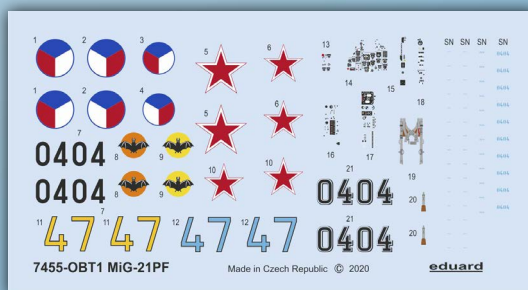 1 2 3 5 6 13 F SN SN SN SN
14 15
1 2 4 5 6 18
7
0404 8 9 16 17
0404 8 9 10 10 21 19
0404 20
7
11 47 47 12 47 47 21
0404 20
7455-OBT1 MiG-21PF Made in Czech Republic © 2020 eduard